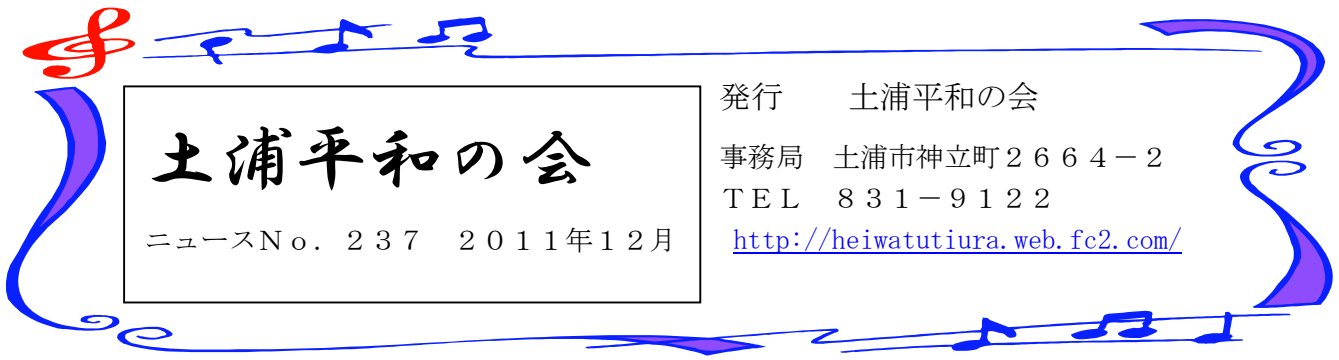 土浦平和の会
ニュースNo．２３７　２０１１年１２月
発行　　土浦平和の会
事務局　土浦市神立町２６６４－２
ＴＥＬ　８３１－９１２２
http://heiwatutiura.web.fc2.com/